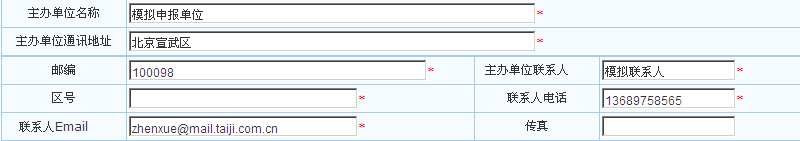 主办单位名称 模拟申报单位 *
主办单位通讯地址 北京宣武区 *
邮编 100098 * 主办单位联系人 模拟联系人 *
区号 * 联系人电话 13689758565 *
联系人Email zhenxue@mail.taiji.com.cn * 传真